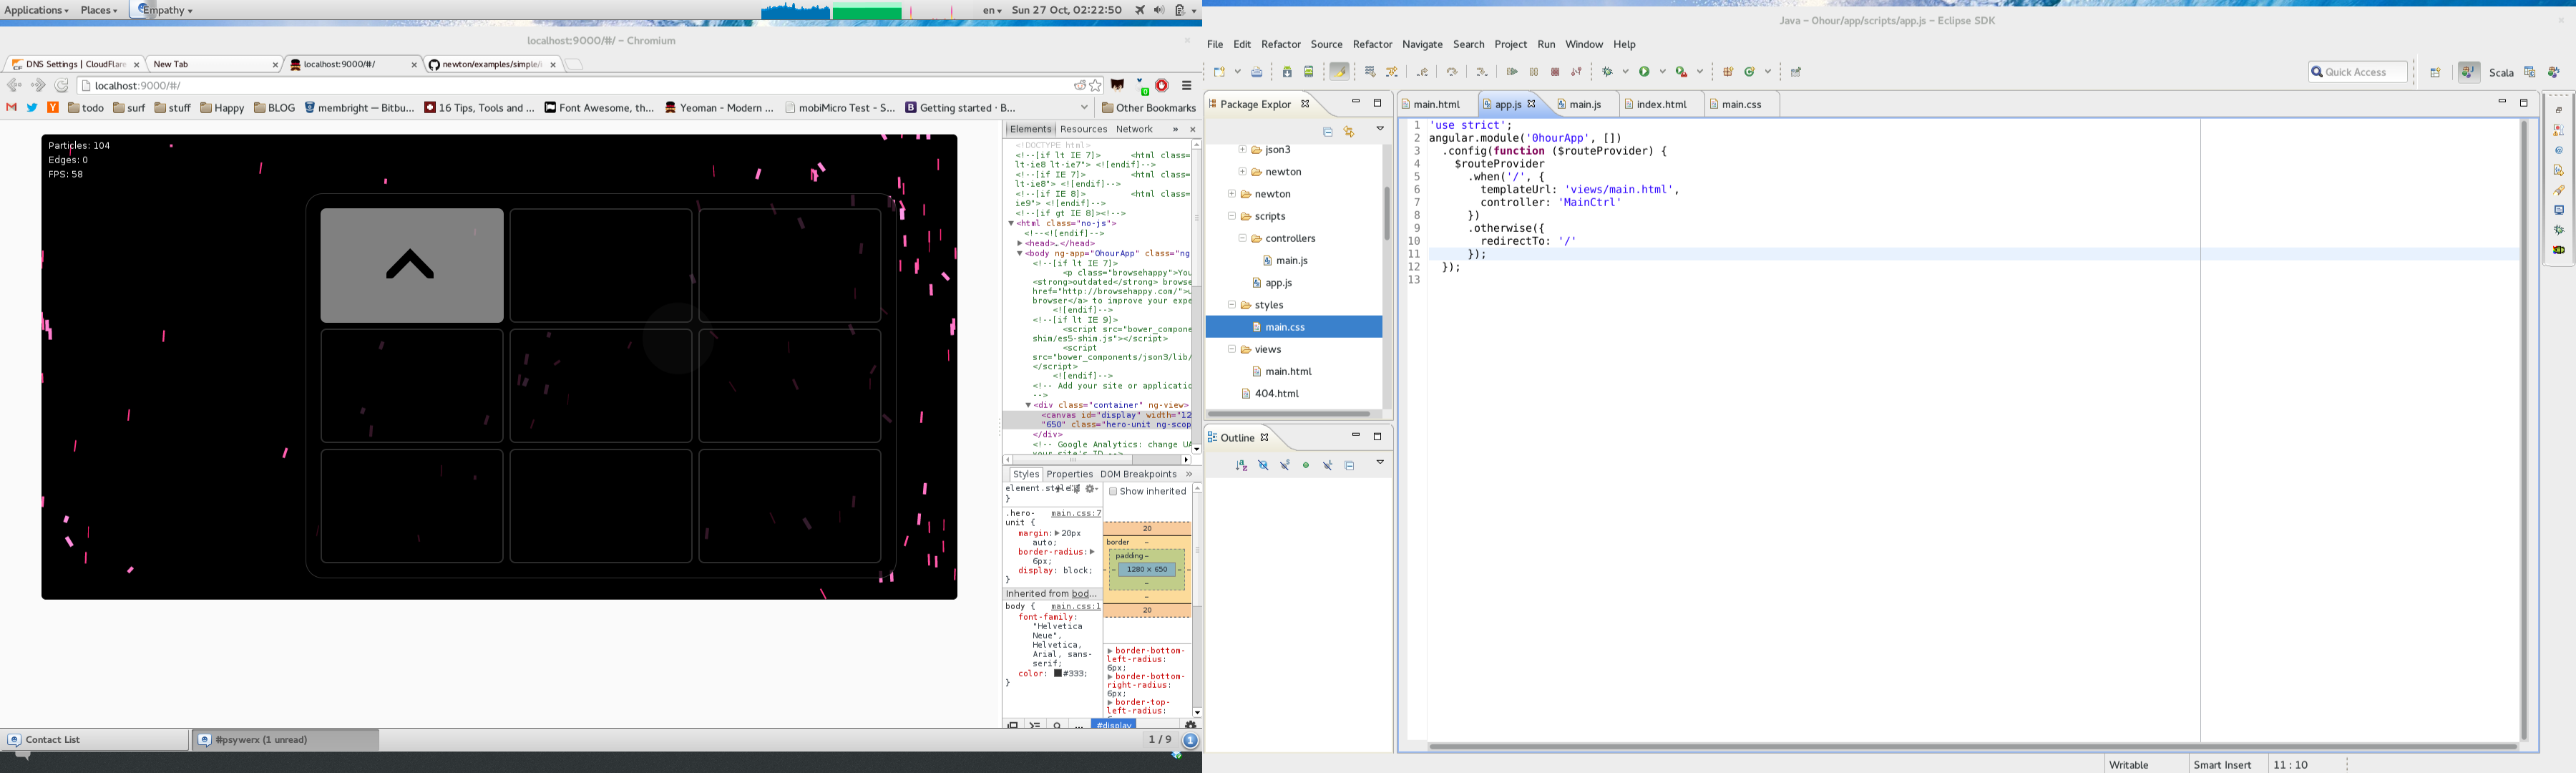 Applications Places Empathy en Sun 27 Oct, 02:22:50
localhost:9000/#/ – Chromium
DNS Settings | CloudFlare New Tab localhost:9000/#/ newton/examples/simple/
localhost:9000/#/
todo surf stuff Happy BLOG membright — Bitbu... 16 Tips, Tools and ... Font Awesome, th... Yeoman - Modern ... mobiMicro Test - S... Getting started · B... Other Bookmarks
Particles: 104
Edges: 0
FPS: 58
Elements Resources Network »
<!DOCTYPE html>
<!--[if lt IE 7]> <html class=
lt-ie8 lt-ie7"> <![endif]-->
<!--[if IE 7]> <html class=
lt-ie8"> <![endif]-->
<!--[if IE 8]> <html class=
ie9"> <![endif]-->
<!--[if gt IE 8]><!-->
<html class="no-js">
<!--<![endif]-->
<head>…</head>
<body ng-app="0hourApp" class="ng
<!--[if lt IE 7]>
<p class="browsehappy">You
<strong>outdated</strong> browse
href="http://browsehappy.com/">u
browser</a> to improve your expe
<![endif]-->
<!--[if lt IE 9]>
<script src="bower_compone
shim/es5-shim.js"></script>
<script
src="bower_components/json3/lib/
</script>
<![endif]-->
<!-- Add your site or applicatio
-->
<div class="container" ng-view>
<canvas id="display" width="12
"650" class="hero-unit ng-scop
</div>
<!-- Google Analytics: change UA
your site's ID -->
Styles Properties DOM Breakpoints »
element.style {
}
.hero- main.css:7
unit {
margin: 20px
auto;
border-radius:
6px;
display: block;
}
Inherited from bod...
body { main.css:1
font-family:
"Helvetica
Neue",
Helvetica,
Arial, sans-
serif;
color: #333;
}
Show inherited
20
border –
padding –
– – 1280 × 650 – –
–
–
20
border-bottom-
left-radius:
6px;
border-bottom-
right-radius:
6px;
border-top-
left-radius:
#display
Contact List #psywerx (1 unread) 1 / 9 1
Java – 0hour/app/scripts/app.js – Eclipse SDK
File Edit Refactor Source Refactor Navigate Search Project Run Window Help
Quick Access Scala
Package Explor
json3
newton
newton
scripts
controllers
main.js
app.js
styles
main.css
views
main.html
404.html
Outline
main.html app.js main.js index.html main.css
1 'use strict';
2 angular.module('0hourApp', [])
3 .config(function ($routeProvider) {
4 $routeProvider
5 .when('/', {
6 templateUrl: 'views/main.html',
7 controller: 'MainCtrl'
8 })
9 .otherwise({
10 redirectTo: '/'
11 });
12 });
13
Writable Smart Insert 11 : 10